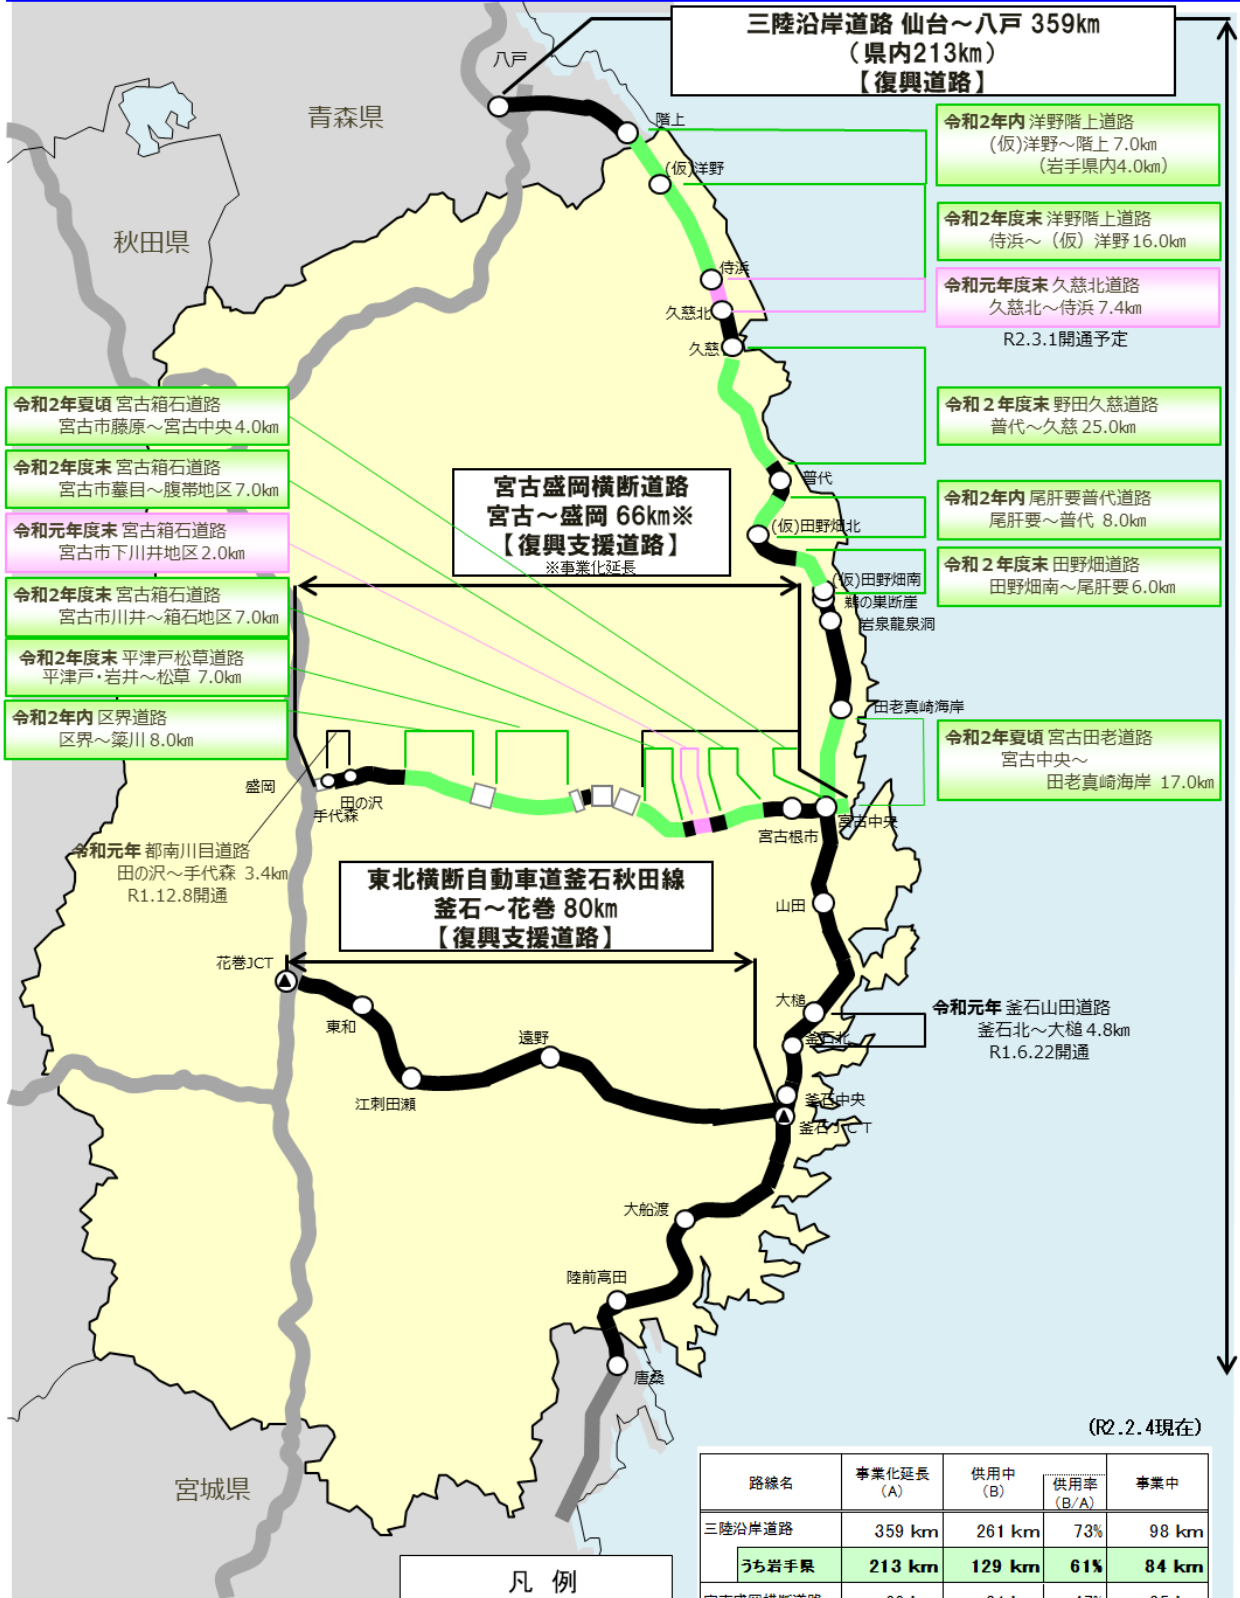 三陸沿岸道路 仙台～八戸 359km
（県内213km）
【復興道路】
八戸
青森県
階上
(仮)洋野
秋田県
侍浜
久慈北
久慈
令和2年内 洋野階上道路
(仮)洋野～階上 7.0km
（岩手県内4.0km）
令和2年度末 洋野階上道路
侍浜～（仮）洋野 16.0km
令和元年度末 久慈北道路
久慈北～侍浜 7.4km
R2.3.1開通予定
令和２年度末 野田久慈道路
普代～久慈 25.0km
令和2年内 尾肝要普代道路
尾肝要～普代 8.0km
令和２年度末 田野畑道路
田野畑南～尾肝要 6.0km
令和2年夏頃 宮古田老道路
宮古中央～
田老真崎海岸 17.0km
令和2年夏頃 宮古箱石道路
宮古市藤原～宮古中央 4.0km
令和2年度末 宮古箱石道路
宮古市蟇目～腹帯地区 7.0km
令和元年度末 宮古箱石道路
宮古市下川井地区 2.0km
令和2年度末 宮古箱石道路
宮古市川井～箱石地区 7.0km
令和2年度末 平津戸松草道路
平津戸・岩井～松草 7.0km
令和2年内 区界道路
区界～簗川 8.0km
宮古盛岡横断道路
宮古～盛岡 66km※
【復興支援道路】
※事業化延長
普代
(仮)田野畑北
(仮)田野畑南
鵜の巣断崖
岩泉龍泉洞
田老真崎海岸
盛岡
田の沢
手代森
宮古根市
宮古中央
令和元年 都南川目道路
田の沢～手代森 3.4km
R1.12.8開通
東北横断自動車道釜石秋田線
釜石～花巻 80km
【復興支援道路】
山田
花巻JCT
東和
江刺田瀬
遠野
大槌
釜石北
釜石中央
釜石ＪＣＴ
令和元年 釜石山田道路
釜石北～大槌 4.8km
R1.6.22開通
大船渡
陸前高田
唐桑
宮城県
凡 例
(R2.2.4現在)
路線名 事業化延長（A） 供用中（B） 供用率（B/A） 事業中
三陸沿岸道路 359 km 261 km 73% 98 km
うち岩手県 213 km 129 km 61% 84 km